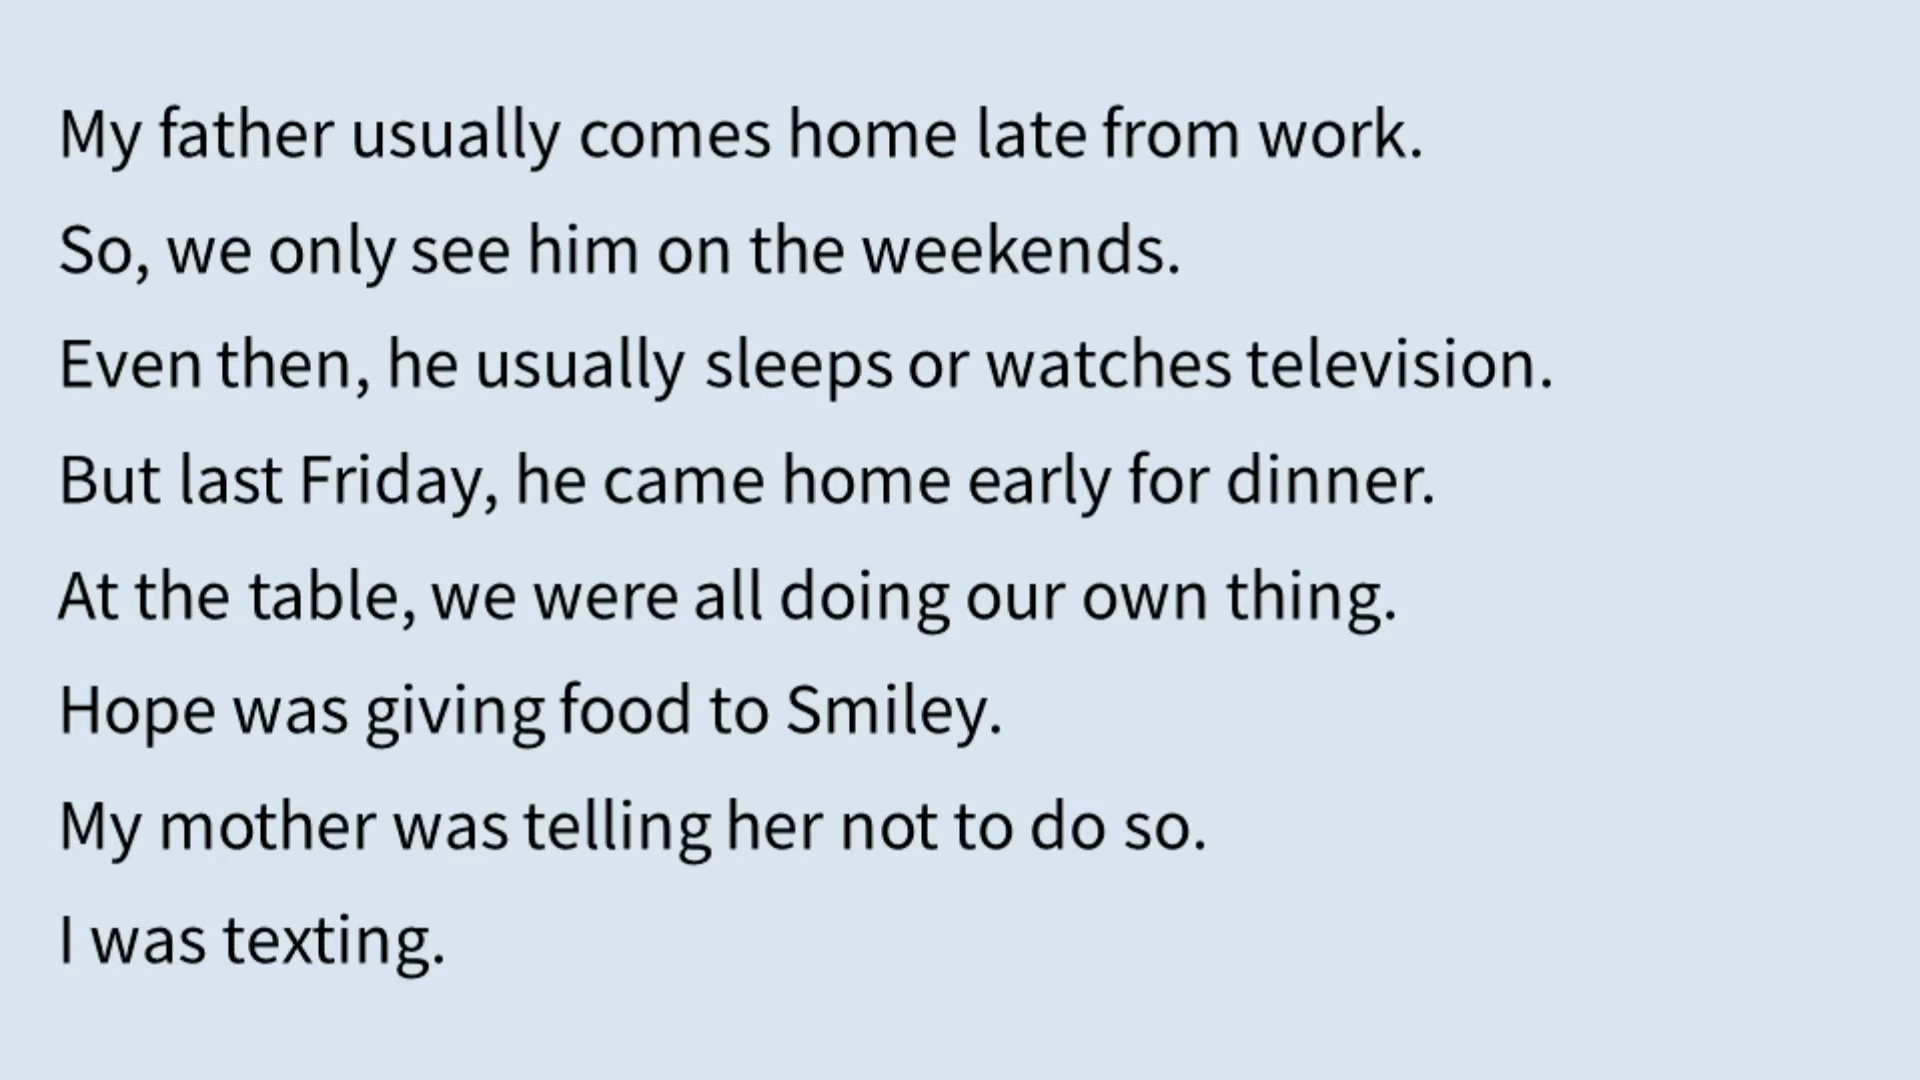 My father usually comes home late from work.
So, we only see him on the weekends.
Even then, he usually sleeps or watches television.
But last Friday, he came home early for dinner.
At the table, we were all doing our own thing.
Hope was giving food to Smiley.
My mother was telling her not to do so.
I was texting.